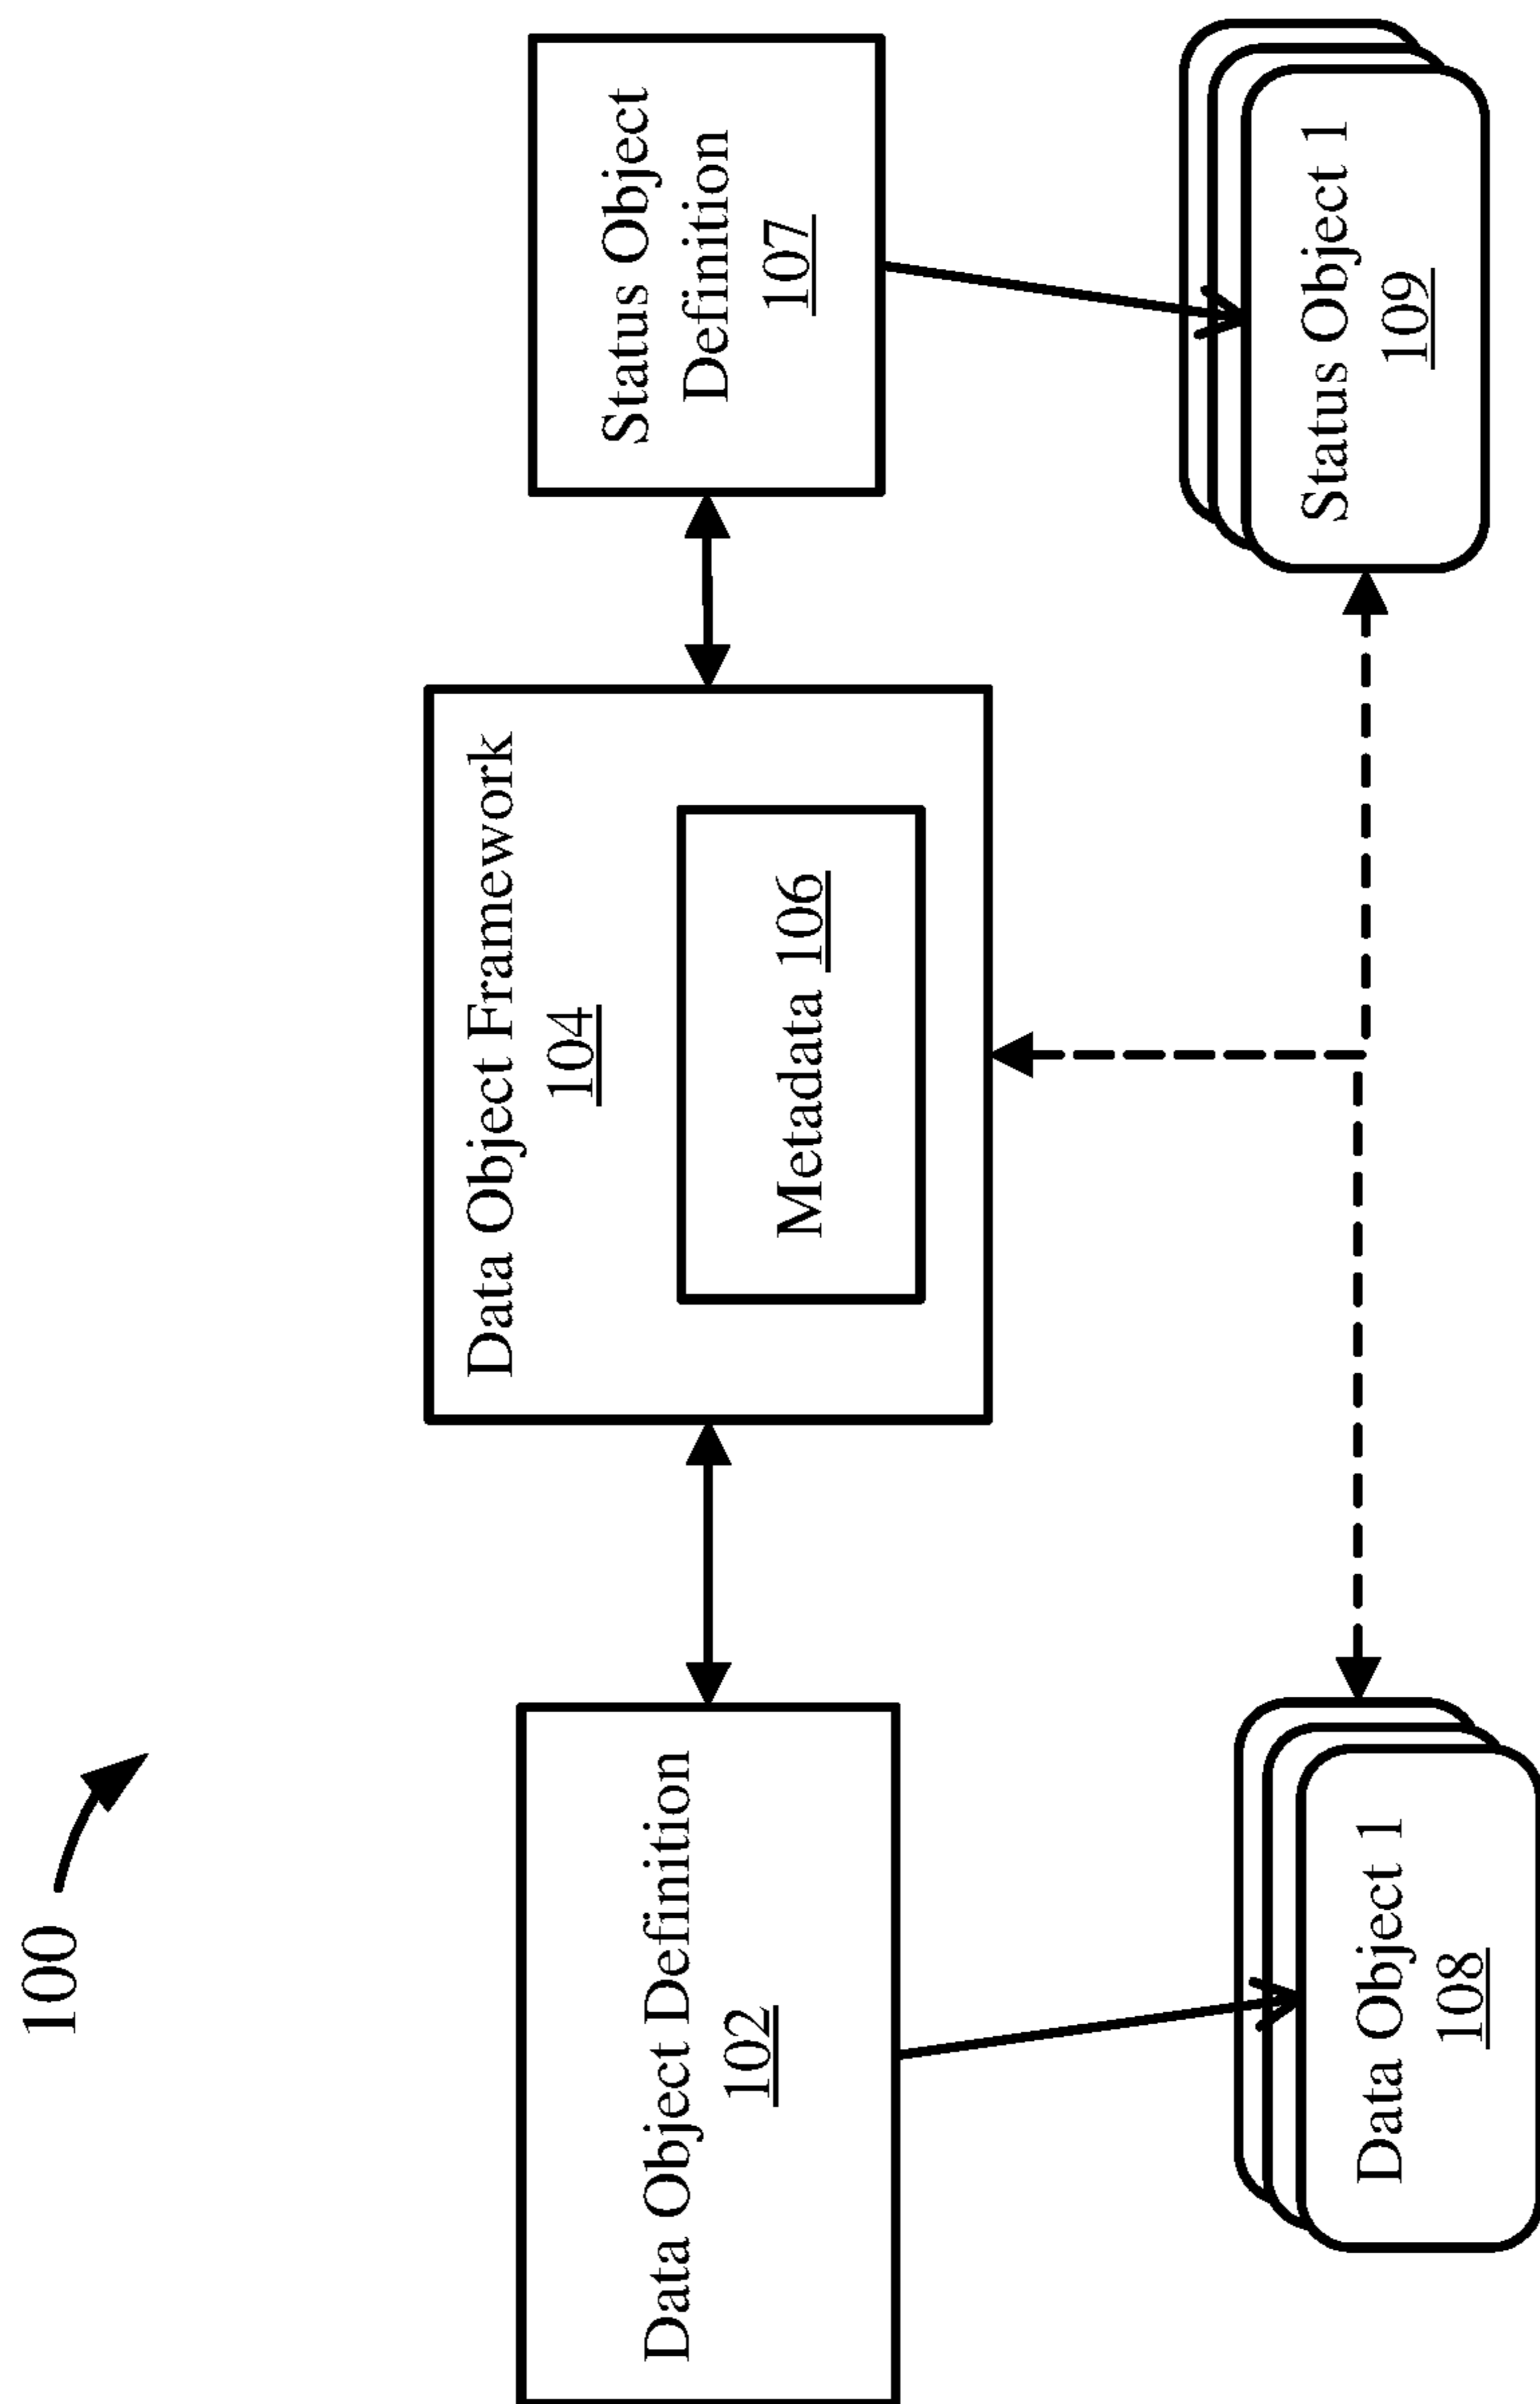 100
Data Object Definition
102
Data Object Framework
104
Metadata 106
Status Object
Definition
107
Data Object 1
108
Status Object 1
109